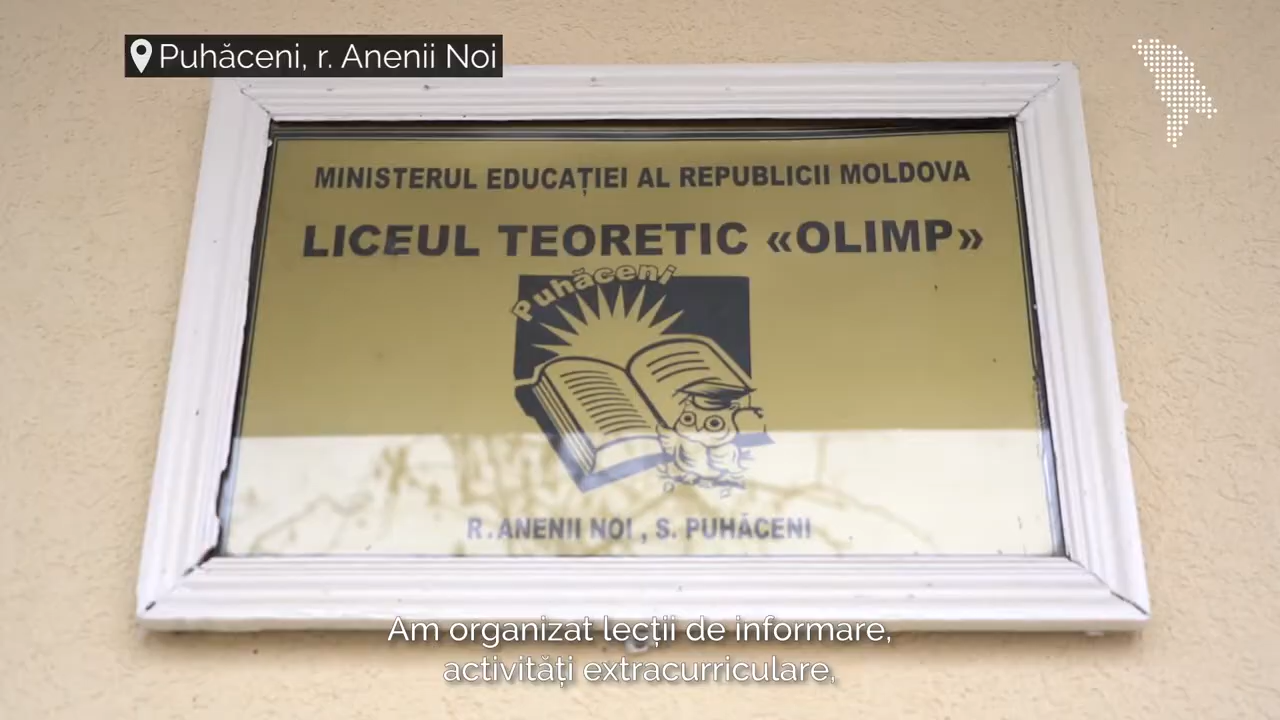 Puhăceni, r. Anenii Noi
MINISTERUL EDUCAȚIEI AL REPUBLICII MOLDOVA
LICEUL TEORETIC «OLIMP»
Puhăceni
R. ANENII NOI, S. PUHĂCENI
Am organizat lecții de informare,
activități extracurriculare,